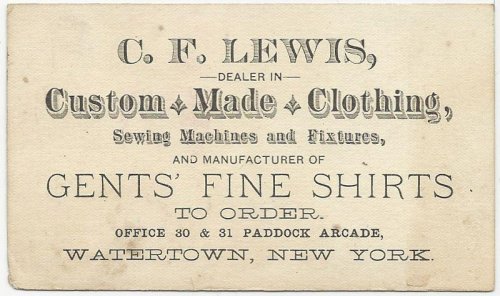 C. F. LEWIS,
—DEALER IN—
Custom Made Clothing,
Sewing Machines and Fixtures,
AND MANUFACTURER OF
GENTS' FINE SHIRTS
TO ORDER.
OFFICE 30 & 31 PADDOCK ARCADE,
WATERTOWN, NEW YORK.